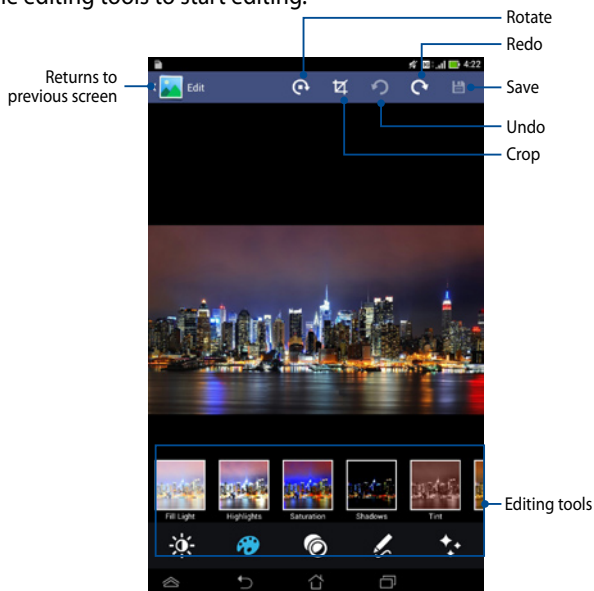 ne editing tools to start editing.
Rotate
Redo
Returns to
previous screen
4:22
Edit
Save
Undo
Crop
Fill Light
Highlights
Saturation
Shadows
Tint
Editing tools